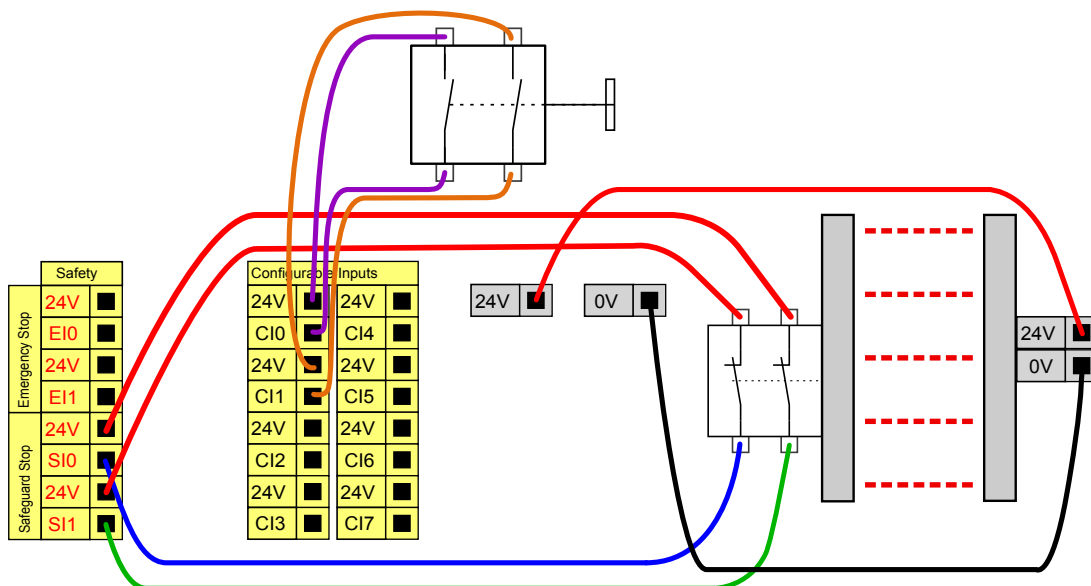 Safety
Emergency Stop
24V
EI0
24V
EI1
Safeguard Stop
24V
SI0
24V
SI1
Configurable Inputs
24V 24V
CI0 CI4
24V 24V
CI1 CI5
24V 24V
CI2 CI6
24V 24V
CI3 CI7
24V
0V
24V
0V